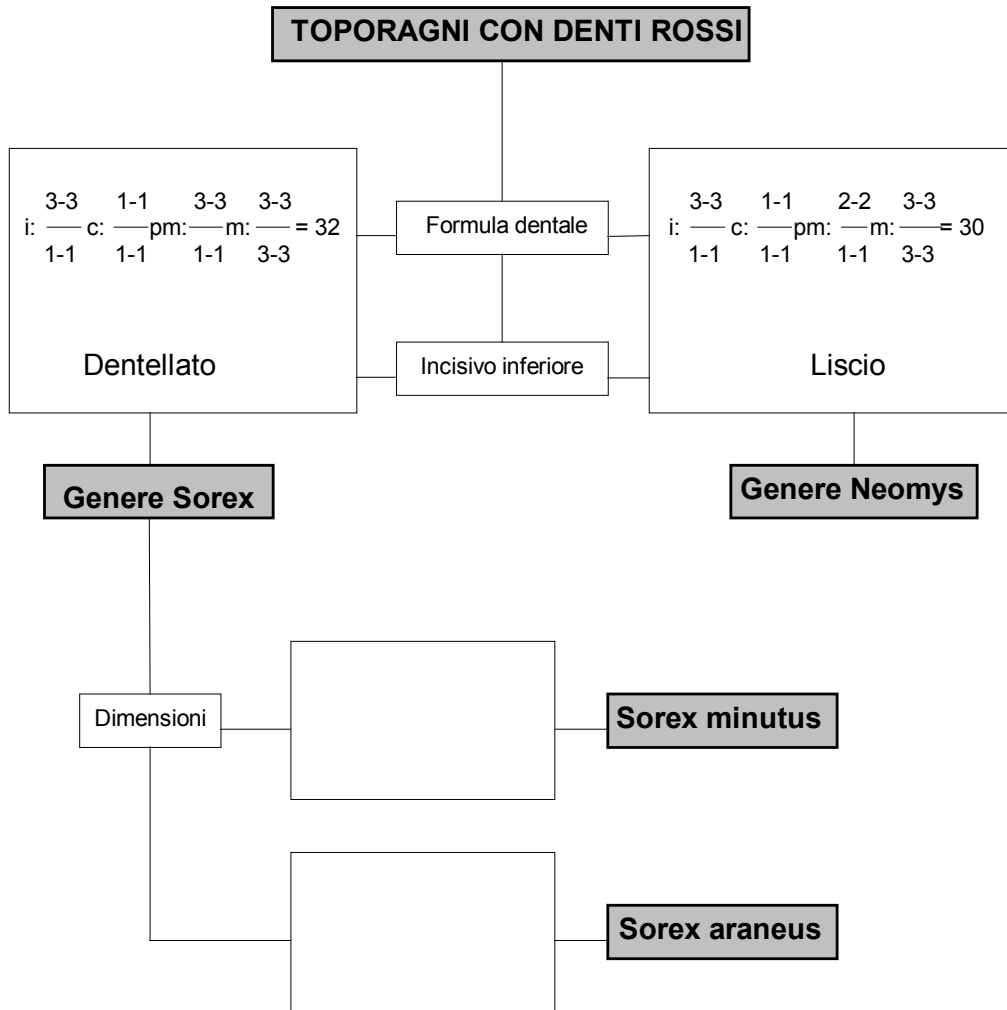 TOPORAGNI CON DENTI ROSSI
3-3 1-1 3-3 3-3
i: c: pm: m: = 32
1-1 1-1 1-1 3-3
Formula dentale
3-3 1-1 2-2 3-3
i: c: pm: m: = 30
1-1 1-1 1-1 3-3
Dentellato
Incisivo inferiore
Liscio
Genere Sorex
Genere Neomys
Dimensioni
Sorex minutus
Sorex araneus